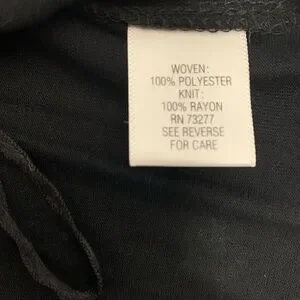 WOVEN:
100% POLYESTER
KNIT:
100% RAYON
RN 73277
SEE REVERSE
FOR CARE